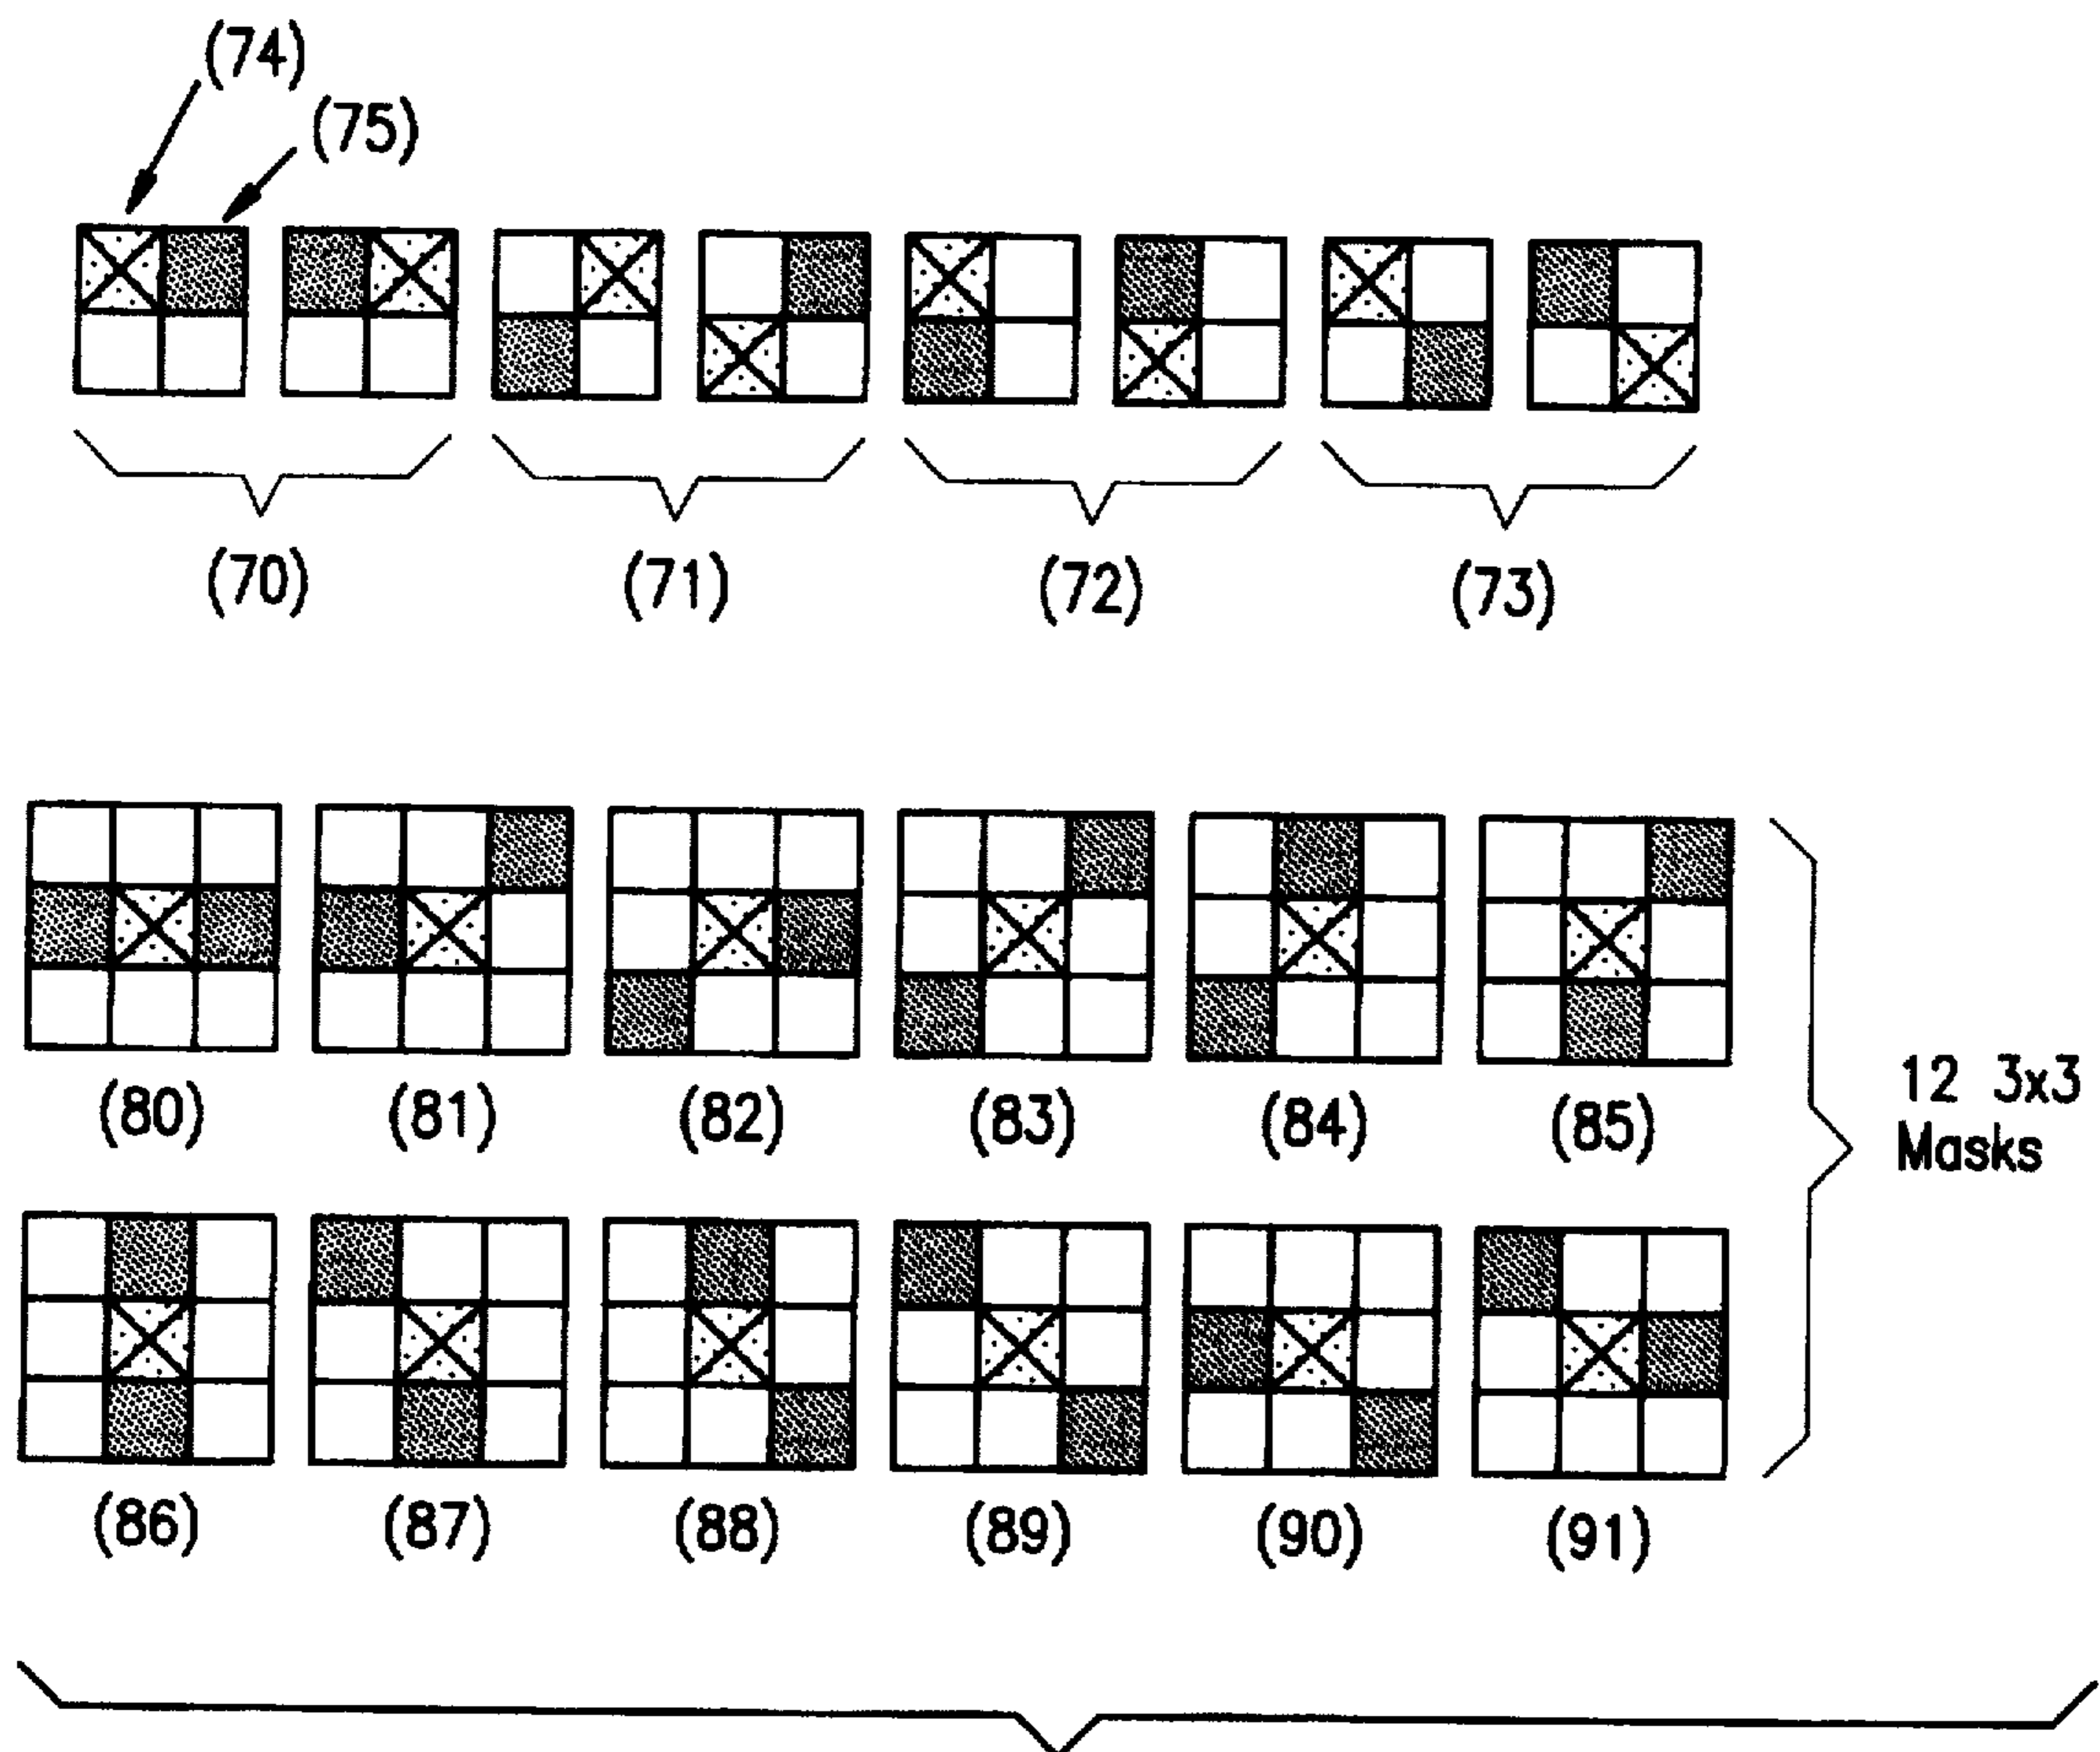 (74)
(75)
(70) (71) (72) (73)
(80) (81) (82) (83) (84) (85)
12 3x3
Masks
(86) (87) (88) (89) (90) (91)